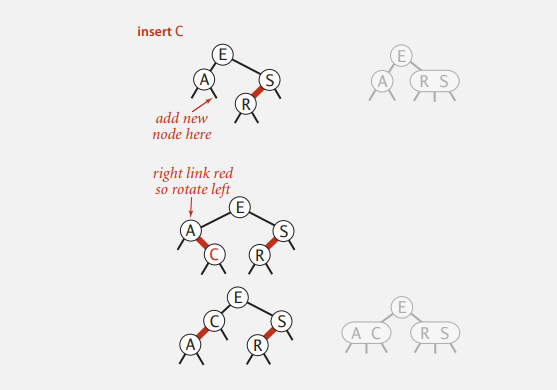 insert C
E
A
S
R
add new
node here
E
A
R S
right link red
so rotate left
E
A
S
C
R
E
C
S
A
R
E
A C
R S